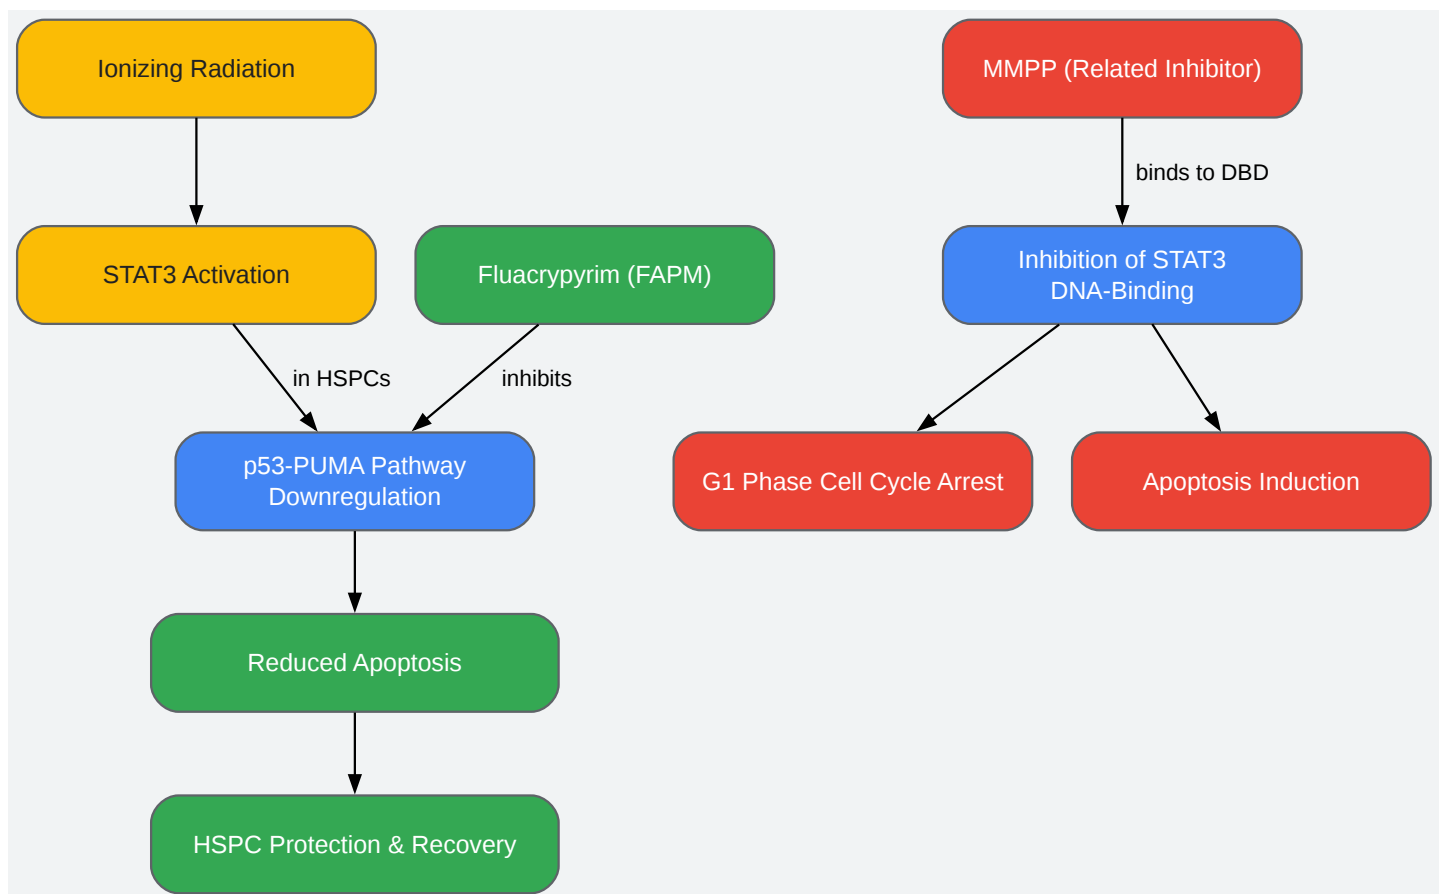 Ionizing Radiation
MMPP (Related Inhibitor)
binds to DBD
STAT3 Activation
Fluacrypyrim (FAPM)
Inhibition of STAT3
DNA-Binding
in HSPCs
inhibits
p53-PUMA Pathway
Downregulation
G1 Phase Cell Cycle Arrest
Apoptosis Induction
Reduced Apoptosis
HSPC Protection & Recovery